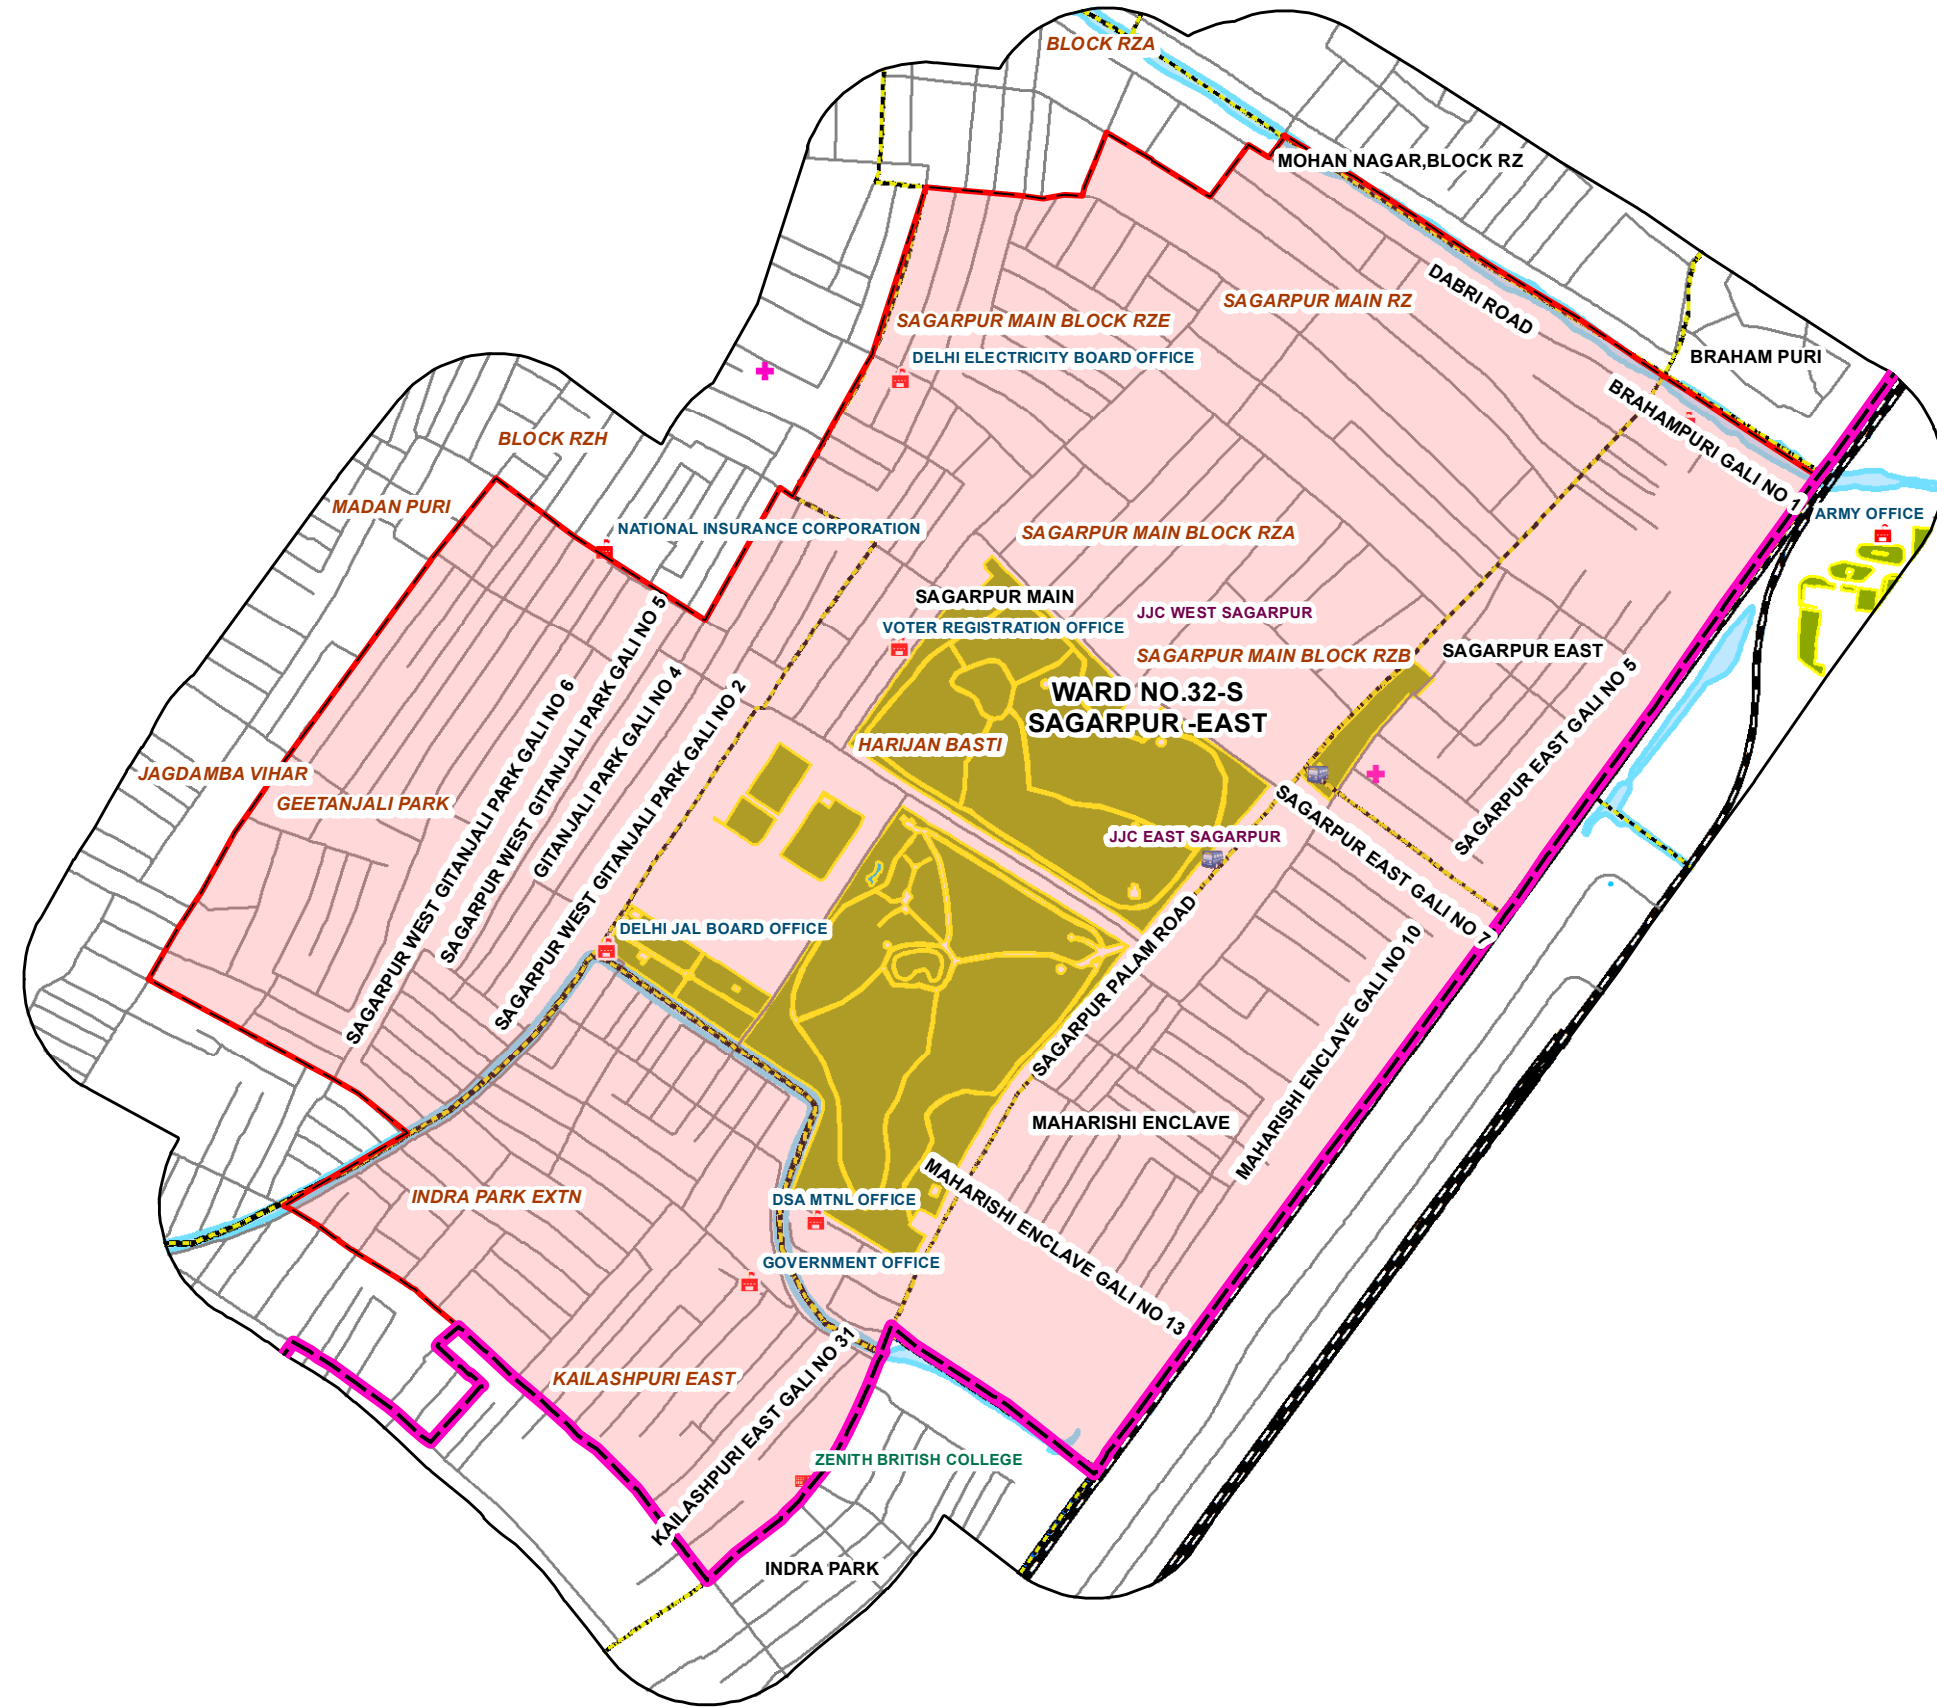 BLOCK RZA
MOHAN NAGAR,BLOCK RZ
DABRI ROAD
SAGARPUR MAIN RZ
SAGARPUR MAIN BLOCK RZE
DELHI ELECTRICITY BOARD OFFICE
BRAHAM PURI
BRAHAMPURI GALI NO 1
BLOCK RZH
MADAN PURI
NATIONAL INSURANCE CORPORATION
SAGARPUR MAIN BLOCK RZA
ARMY OFFICE
SAGARPUR MAIN
JJC WEST SAGARPUR
VOTER REGISTRATION OFFICE
SAGARPUR MAIN BLOCK RZB
SAGARPUR EAST
WARD NO.32-S
SAGARPUR -EAST
HARIJAN BASTI
SAGARPUR EAST GALI NO 5
JAGDAMBA VIHAR
GEETANJALI PARK
SAGARPUR WEST GITANJALI PARK GALI NO 6
SAGARPUR WEST GITANJALI PARK GALI NO 5
GITANJALI PARK GALI NO 4
SAGARPUR WEST GITANJALI PARK GALI NO 2
JJC EAST SAGARPUR
SAGARPUR EAST GALI NO 7
DELHI JAL BOARD OFFICE
SAGARPUR PALAM ROAD
MAHARISHI ENCLAVE GALI NO 10
MAHARISHI ENCLAVE
INDRA PARK EXTN
DSA MTNL OFFICE
MAHARISHI ENCLAVE GALI NO 13
GOVERNMENT OFFICE
KAILASHPURI EAST
KAILASHPURI EAST GALI NO 31
ZENITH BRITISH COLLEGE
INDRA PARK